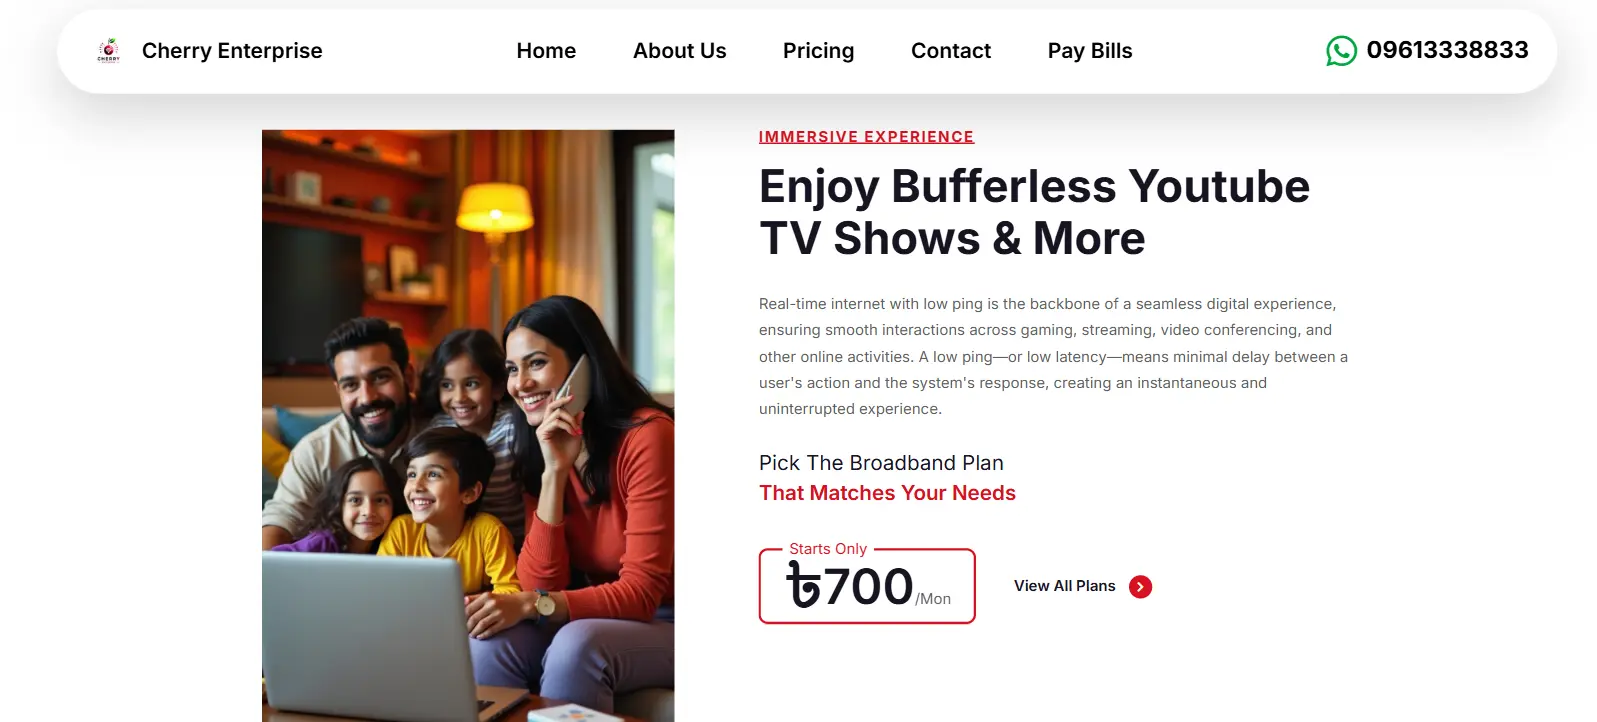 CHERRY
Cherry Enterprise
Home
About Us
Pricing
Contact
Pay Bills
09613338833
IMMERSIVE EXPERIENCE
Enjoy Bufferless Youtube
TV Shows & More
Real-time internet with low ping is the backbone of a seamless digital experience,
ensuring smooth interactions across gaming, streaming, video conferencing, and
other online activities. A low ping—or low latency—means minimal delay between a
user's action and the system's response, creating an instantaneous and
uninterrupted experience.
Pick The Broadband Plan
That Matches Your Needs
Starts Only
৳700/Mon
View All Plans